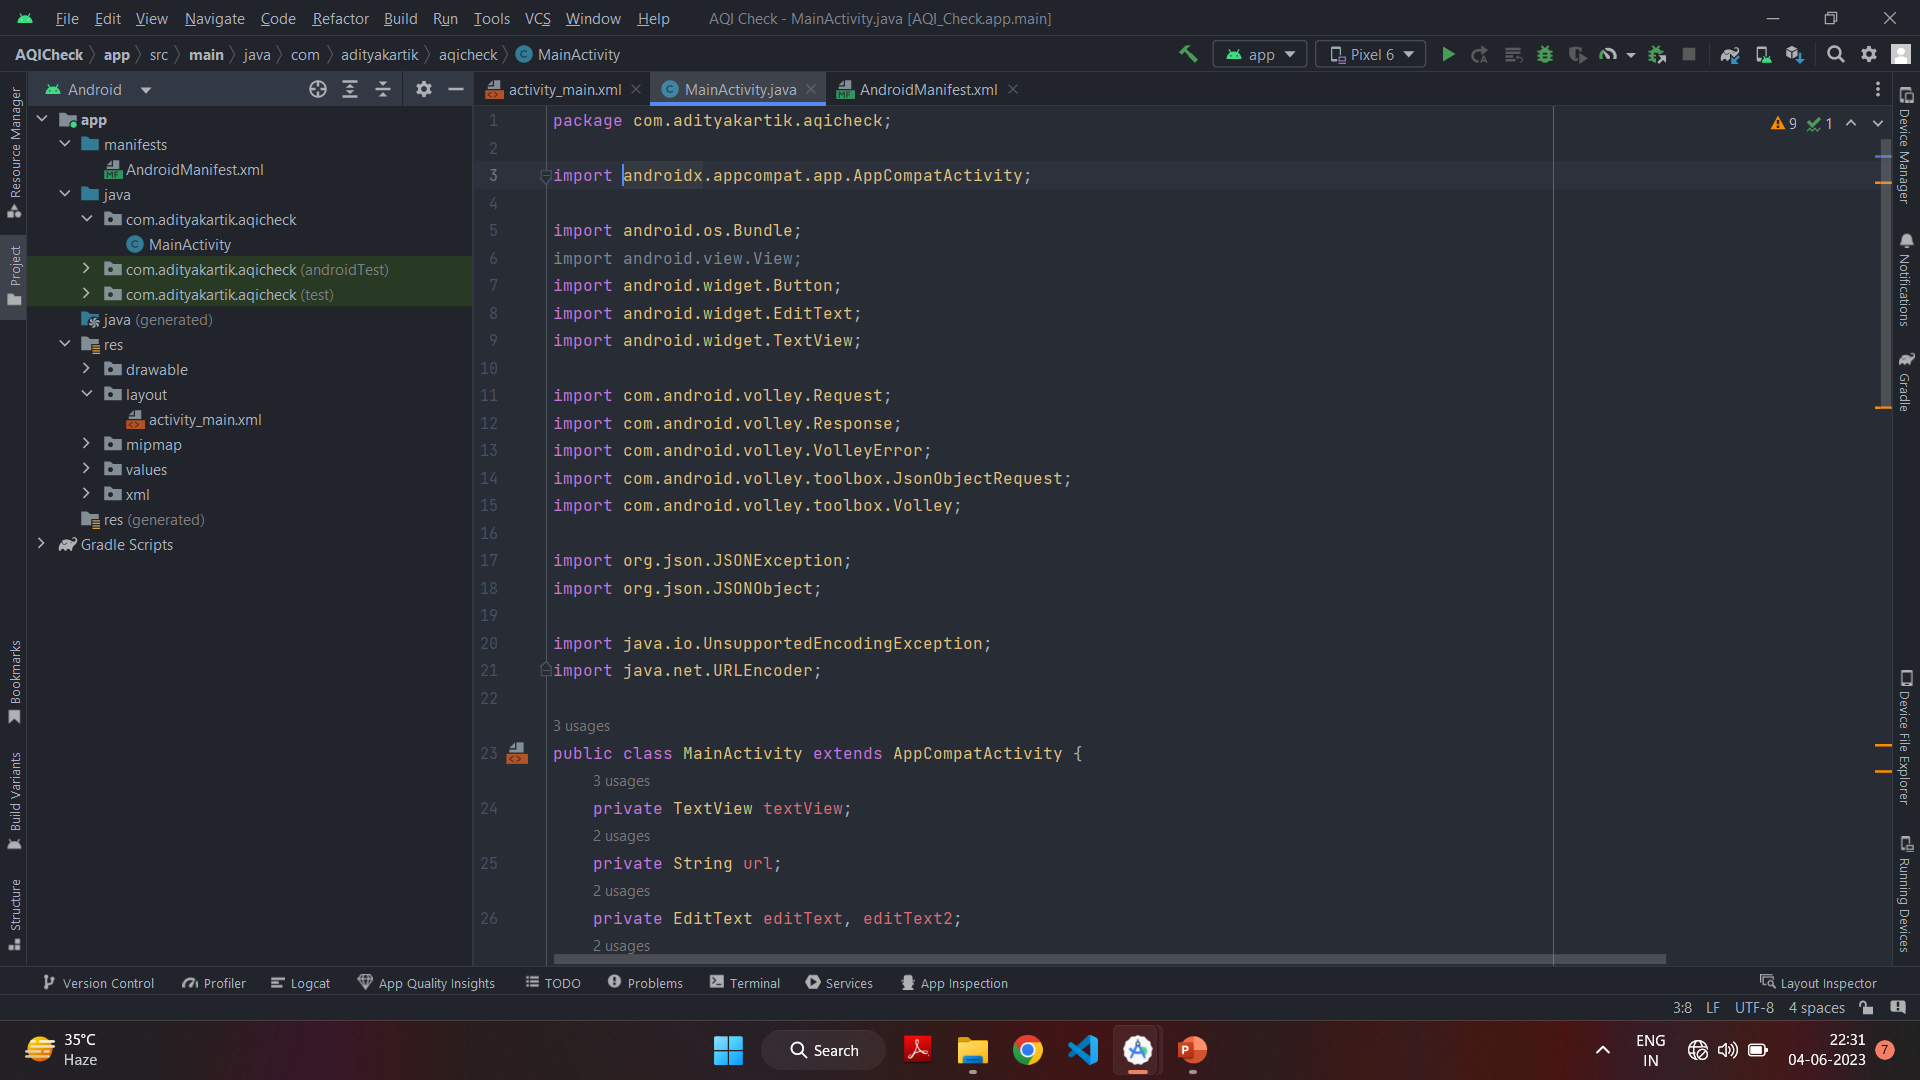 File Edit View Navigate Code Refactor Build Run Tools VCS Window Help AQI Check - MainActivity.java [AQI_Check.app.main]
AQICheck app src main java com adityakartik aqicheck MainActivity app Pixel 6
Android
activity_main.xml MainActivity.java AndroidManifest.xml
Resource Manager
Project
Bookmarks
Build Variants
Structure
app
manifests
AndroidManifest.xml
java
com.adityakartik.aqicheck
MainActivity
com.adityakartik.aqicheck (androidTest)
com.adityakartik.aqicheck (test)
java (generated)
res
drawable
layout
activity_main.xml
mipmap
values
xml
res (generated)
Gradle Scripts
9 1
1 package com.adityakartik.aqicheck;
2
3 import androidx.appcompat.app.AppCompatActivity;
4
5 import android.os.Bundle;
6 import android.view.View;
7 import android.widget.Button;
8 import android.widget.EditText;
9 import android.widget.TextView;
10
11 import com.android.volley.Request;
12 import com.android.volley.Response;
13 import com.android.volley.VolleyError;
14 import com.android.volley.toolbox.JsonObjectRequest;
15 import com.android.volley.toolbox.Volley;
16
17 import org.json.JSONException;
18 import org.json.JSONObject;
19
20 import java.io.UnsupportedEncodingException;
21 import java.net.URLEncoder;
22
3 usages
23 public class MainActivity extends AppCompatActivity {
3 usages
24 private TextView textView;
2 usages
25 private String url;
2 usages
26 private EditText editText, editText2;
2 usages
Device Manager
Notifications
Gradle
Device File Explorer
Running Devices
Version Control Profiler Logcat App Quality Insights TODO Problems Terminal Services App Inspection Layout Inspector
3:8 LF UTF-8 4 spaces
35°C
Haze
Search
ENG
IN
22:31
04-06-2023
7